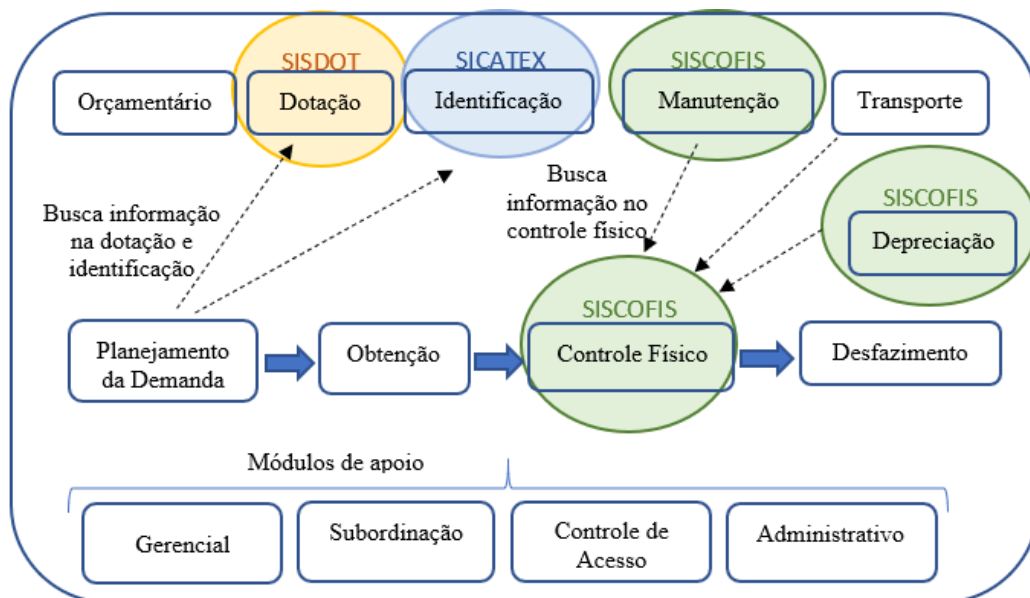 SISDOT
SICATEX
SISCOFIS
Orçamentário
Dotação
Identificação
Manutenção
Transporte
Busca informação
na dotação e
identificação
Busca
informação no
controle físico
SISCOFIS
Depreciação
SISCOFIS
Planejamento
da Demanda
Obtenção
Controle Físico
Desfazimento
Módulos de apoio
Gerencial
Subordinação
Controle de
Acesso
Administrativo